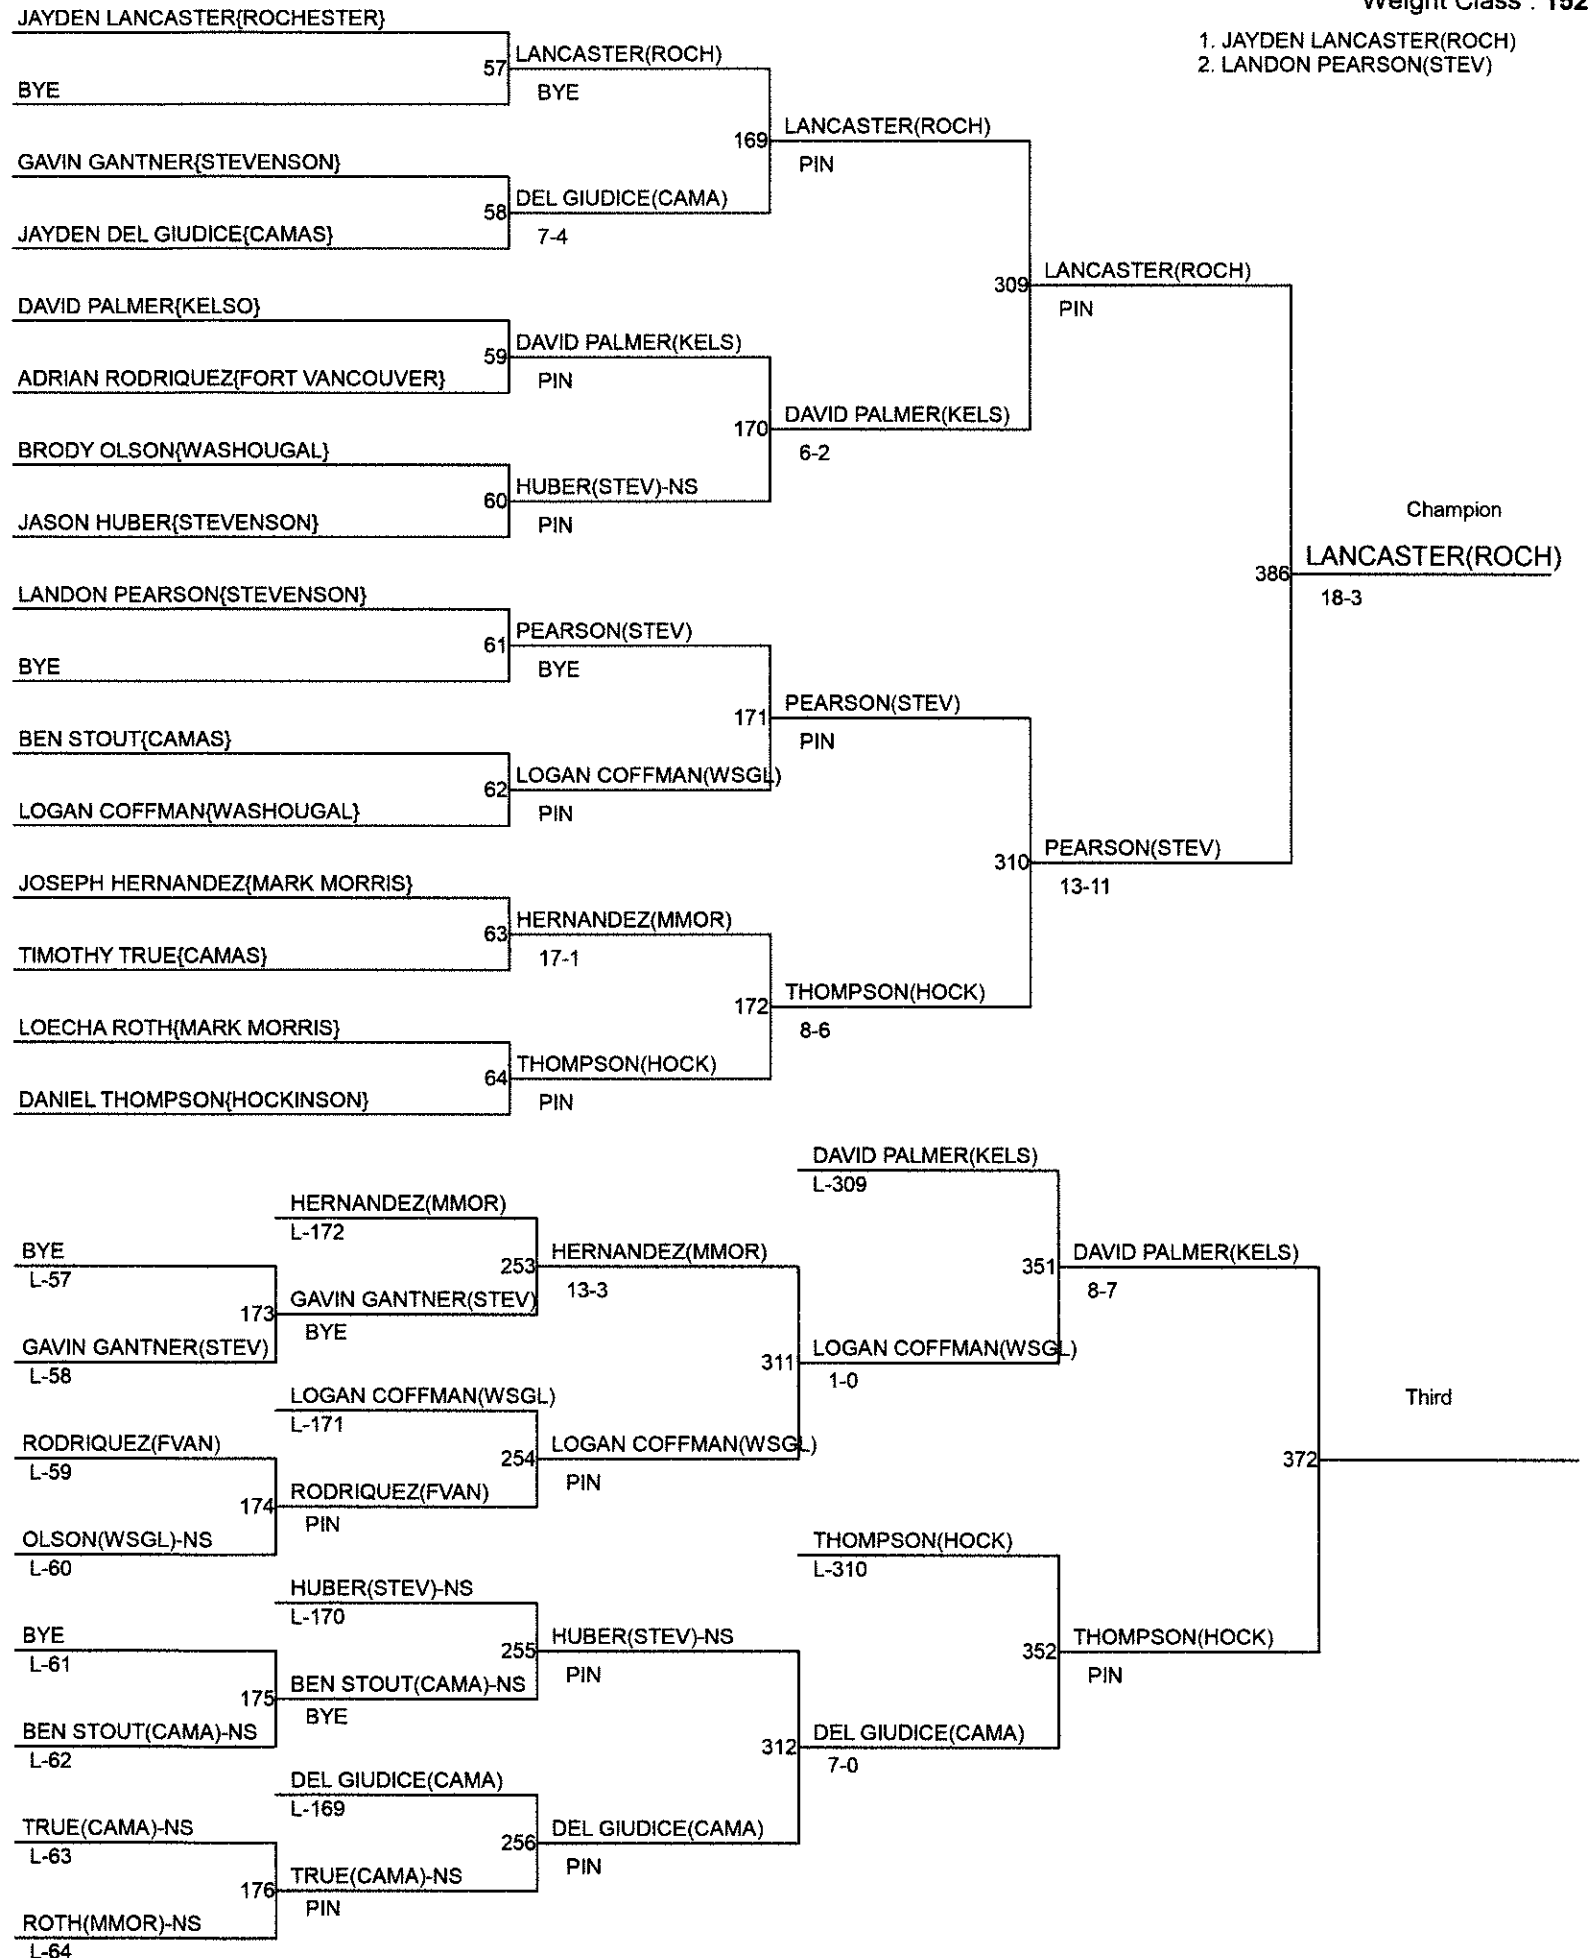 Weight Class : 152
1. JAYDEN LANCASTER(ROCH)
2. LANDON PEARSON(STEV)
JAYDEN LANCASTER{ROCHESTER}
57
LANCASTER(ROCH)
BYE
BYE
169
LANCASTER(ROCH)
PIN
GAVIN GANTNER{STEVENSON}
58
DEL GIUDICE(CAMA)
7-4
JAYDEN DEL GIUDICE{CAMAS}
309
LANCASTER(ROCH)
PIN
DAVID PALMER{KELSO}
59
DAVID PALMER(KELS)
PIN
ADRIAN RODRIQUEZ{FORT VANCOUVER}
170
DAVID PALMER(KELS)
6-2
BRODY OLSON{WASHOUGAL}
60
HUBER(STEV)-NS
PIN
JASON HUBER{STEVENSON}
Champion
386
LANCASTER(ROCH)
18-3
LANDON PEARSON{STEVENSON}
61
PEARSON(STEV)
BYE
BYE
171
PEARSON(STEV)
PIN
BEN STOUT{CAMAS}
62
LOGAN COFFMAN(WSGL)
PIN
LOGAN COFFMAN{WASHOUGAL}
310
PEARSON(STEV)
13-11
JOSEPH HERNANDEZ{MARK MORRIS}
63
HERNANDEZ(MMOR)
17-1
TIMOTHY TRUE{CAMAS}
172
THOMPSON(HOCK)
8-6
LOECHA ROTH{MARK MORRIS}
64
THOMPSON(HOCK)
PIN
DANIEL THOMPSON{HOCKINSON}
DAVID PALMER(KELS)
L-309
HERNANDEZ(MMOR)
L-172
BYE
L-57
253
HERNANDEZ(MMOR)
13-3
351
DAVID PALMER(KELS)
8-7
173
GAVIN GANTNER(STEV)
BYE
GAVIN GANTNER(STEV)
L-58
311
LOGAN COFFMAN(WSGL)
1-0
LOGAN COFFMAN(WSGL)
L-171
Third
RODRIQUEZ(FVAN)
L-59
254
LOGAN COFFMAN(WSGL)
PIN
372
174
RODRIQUEZ(FVAN)
PIN
OLSON(WSGL)-NS
L-60
THOMPSON(HOCK)
L-310
HUBER(STEV)-NS
L-170
BYE
L-61
255
HUBER(STEV)-NS
PIN
352
THOMPSON(HOCK)
PIN
175
BEN STOUT(CAMA)-NS
BYE
BEN STOUT(CAMA)-NS
L-62
312
DEL GIUDICE(CAMA)
7-0
DEL GIUDICE(CAMA)
L-169
TRUE(CAMA)-NS
L-63
256
DEL GIUDICE(CAMA)
PIN
176
TRUE(CAMA)-NS
PIN
ROTH(MMOR)-NS
L-64